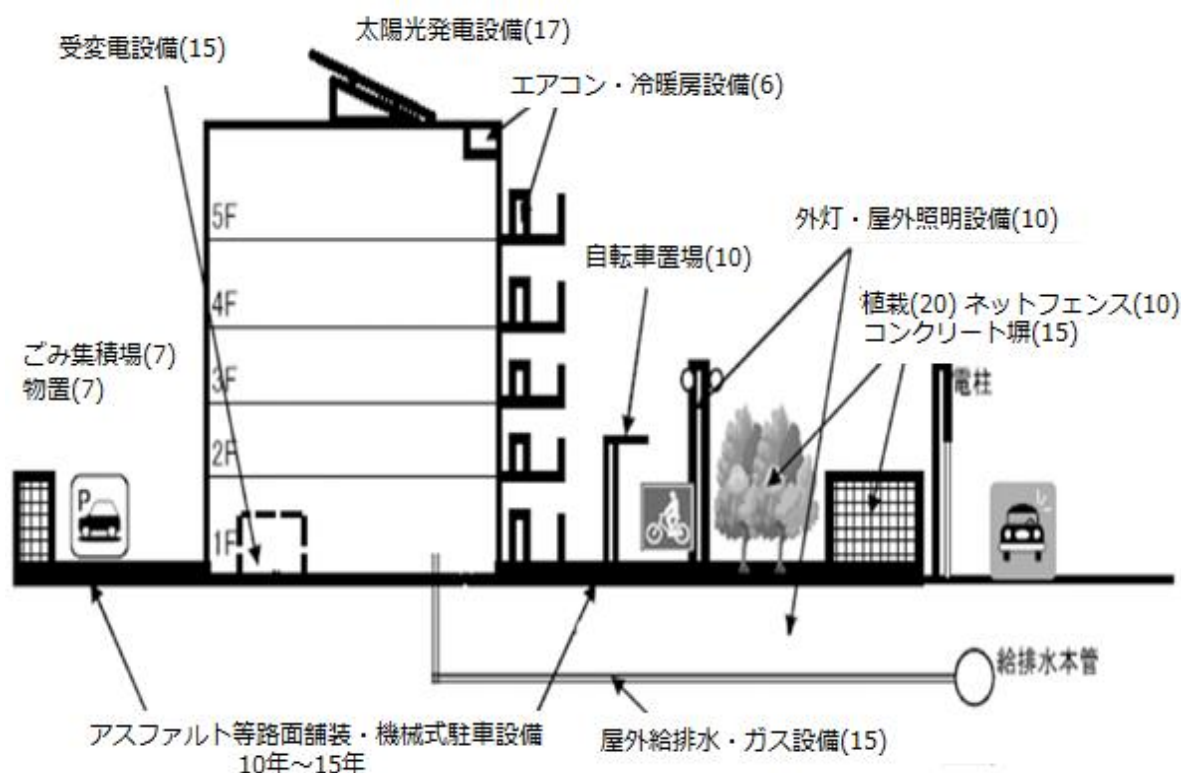 太陽光発電設備(17)
受変電設備(15)
エアコン・冷暖房設備(6)
5F
外灯・屋外照明設備(10)
自転車置場(10)
4F
植栽(20) ネットフェンス(10)
コンクリート塀(15)
ごみ集積場(7)
物置(7)
3F
電柱
2F
P
1F
給排水本管
アスファルト等路面舗装・機械式駐車設備
10年～15年
屋外給排水・ガス設備(15)